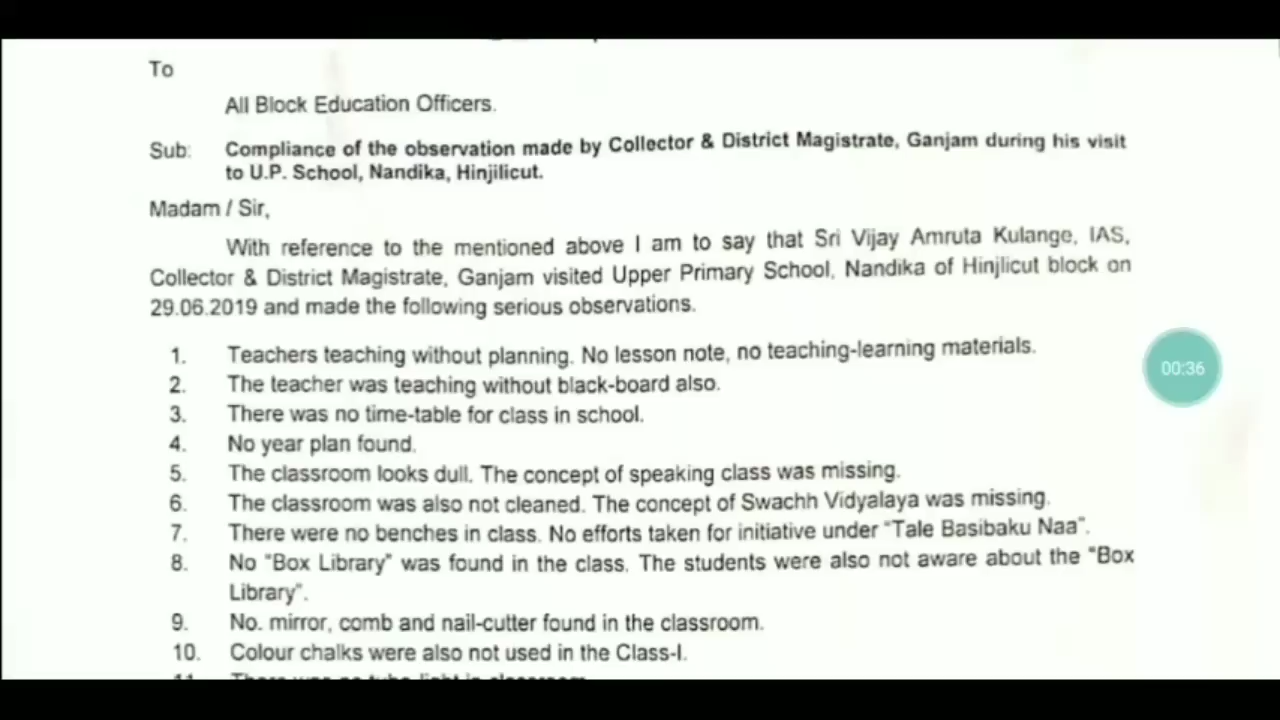 To
All Block Education Officers.
Sub: Compliance of the observation made by Collector & District Magistrate, Ganjam during his visit
to U.P. School, Nandika, Hinjilicut.
Madam / Sir,
With reference to the mentioned above I am to say that Sri Vijay Amruta Kulange, IAS,
Collector & District Magistrate, Ganjam visited Upper Primary School, Nandika of Hinjlicut block on
29.06.2019 and made the following serious observations.
1. Teachers teaching without planning. No lesson note, no teaching-learning materials.
2. The teacher was teaching without black-board also.
3. There was no time-table for class in school.
4. No year plan found.
5. The classroom looks dull. The concept of speaking class was missing.
6. The classroom was also not cleaned. The concept of Swachh Vidyalaya was missing.
7. There were no benches in class. No efforts taken for initiative under “Tale Basibaku Naa”.
8. No “Box Library” was found in the class. The students were also not aware about the “Box
Library”.
9. No. mirror, comb and nail-cutter found in the classroom.
10. Colour chalks were also not used in the Class-I.
11. There was no tube light in classroom
00:36